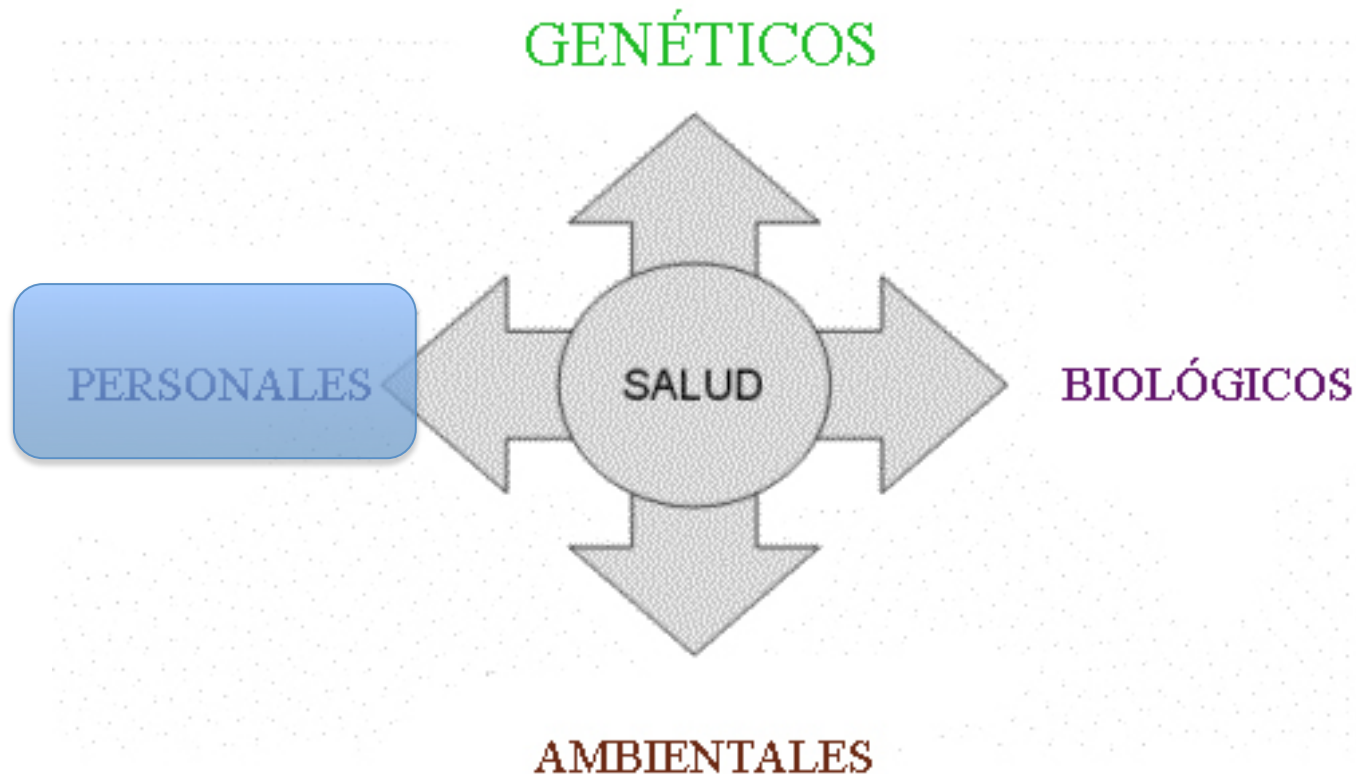 GENÉTICOS
PERSONALES
SALUD
BIOLÓGICOS
AMBIENTALES